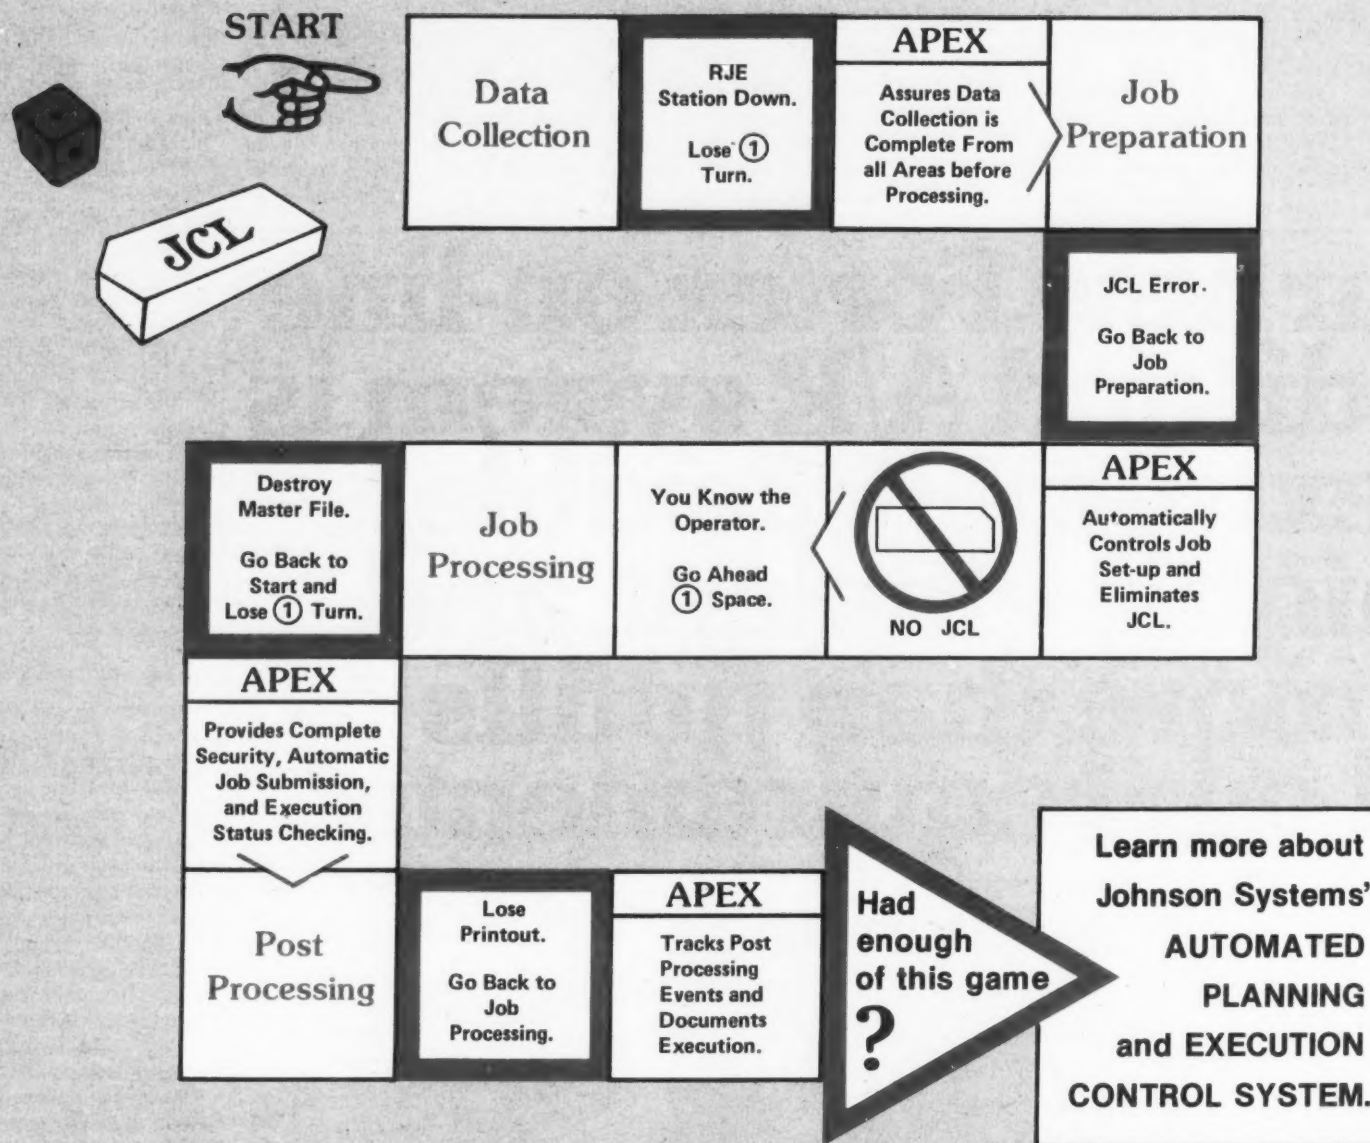 START
JCL
Data
Collection
RJE
Station Down.
Lose ① Turn.
APEX
Assures Data
Collection is
Complete From
all Areas before
Processing.
Job
Preparation
JCL Error.
Go Back to
Job
Preparation.
APEX
Automatically
Controls Job
Set-up and
Eliminates
JCL.
NO JCL
You Know the
Operator.
Go Ahead
① Space.
Job
Processing
Destroy
Master File.
Go Back to
Start and
Lose ① Turn.
APEX
Provides Complete
Security, Automatic
Job Submission,
and Execution
Status Checking.
Post
Processing
Lose
Printout.
Go Back to
Job
Processing.
APEX
Tracks Post
Processing
Events and
Documents
Execution.
Had
enough
of this game
?
Learn more about
Johnson Systems'
AUTOMATED
PLANNING
and EXECUTION
CONTROL SYSTEM.